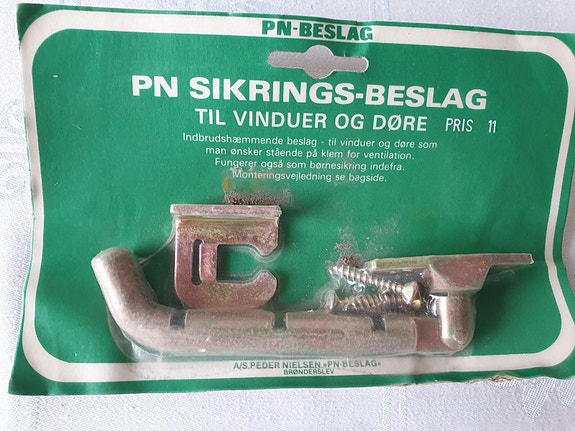 PN-BESLAG
PN SIKRINGS-BESLAG
TIL VINDUER OG DØRE PRIS 11
Indbrudshæmmende beslag - til vinduer og døre som
man ønsker stående på klem for ventilation.
Fungerer også som børnesikring indefra.
Monteringsvejledning se bagside.
A/S. PEDER NIELSEN »PN-BESLAG«
BRØNDERSLEV